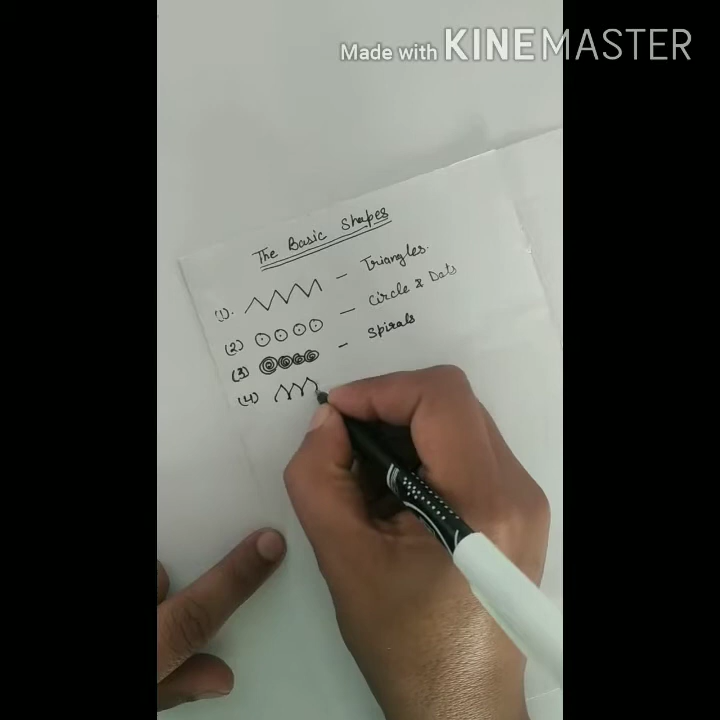 Made with KINEMASTER
The Basic Shapes
(1). — Triangles.
(2) — Circle & Dots
(3) — Spirals
(4)